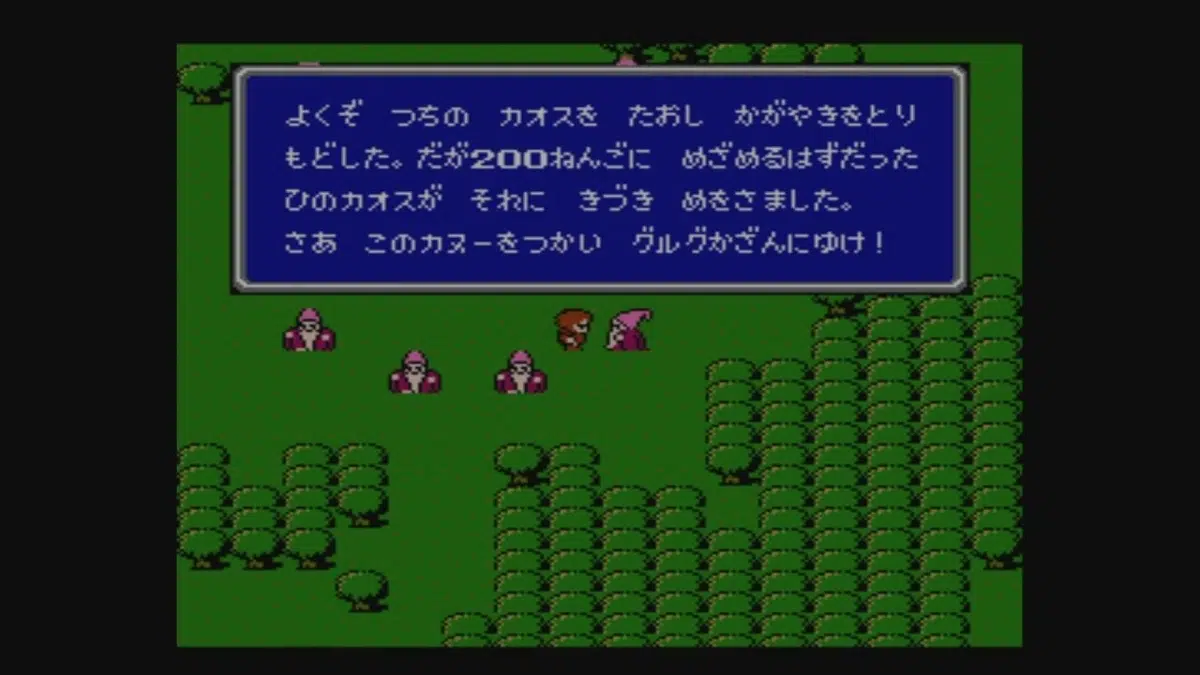 よくぞ　つちの　カオスを　たおし　かがやきをとり
もどした。だが200ねんごに　めざめるはずだった
ひのカオスが　それに　きづき　めをさました。
さあ　このカヌーをつかい　グルグかざんにゆけ！